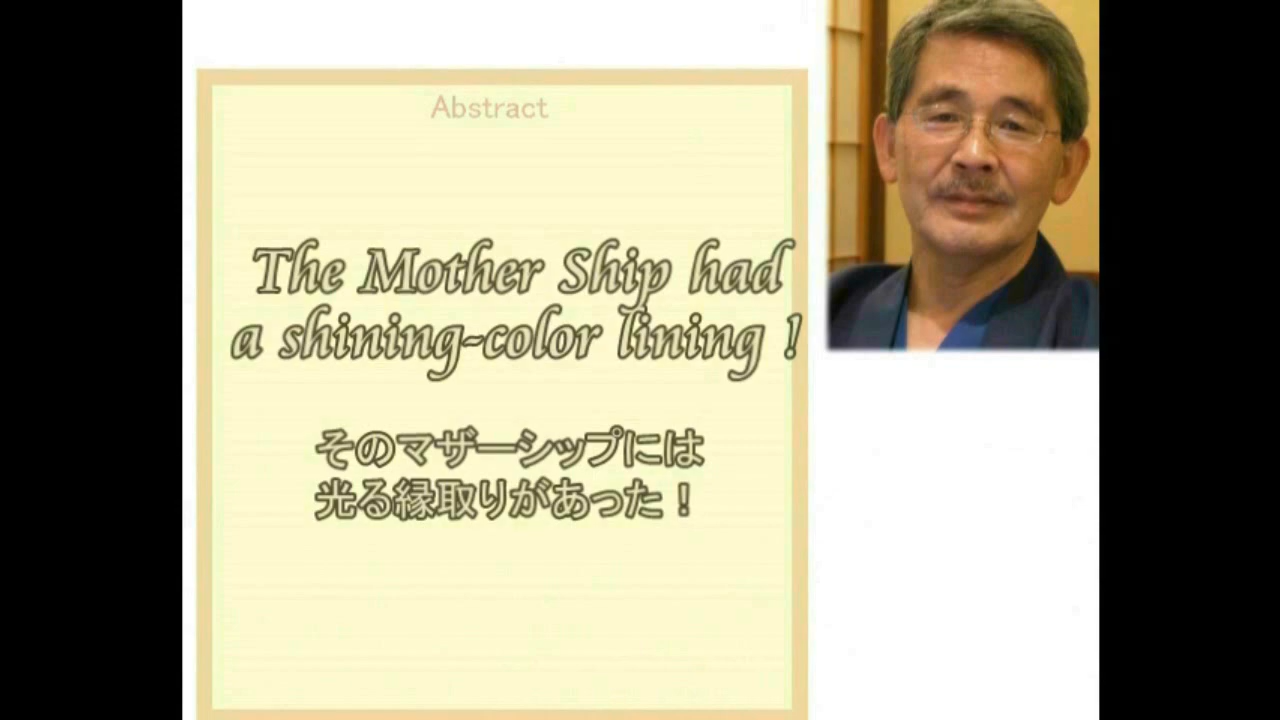 Abstract
The Mother Ship had
a shining-color lining !
そのマザーシップには
光る縁取りがあった！